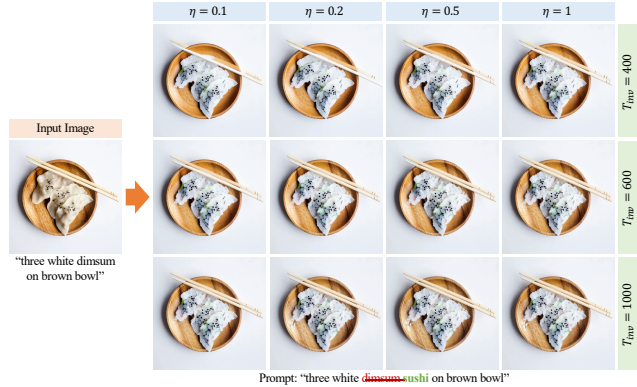 η = 0.1
η = 0.2
η = 0.5
η = 1
T_inv = 400
Input Image
T_inv = 600
"three white dimsum
on brown bowl"
T_inv = 1000
Prompt: "three white dimsum sushi on brown bowl"